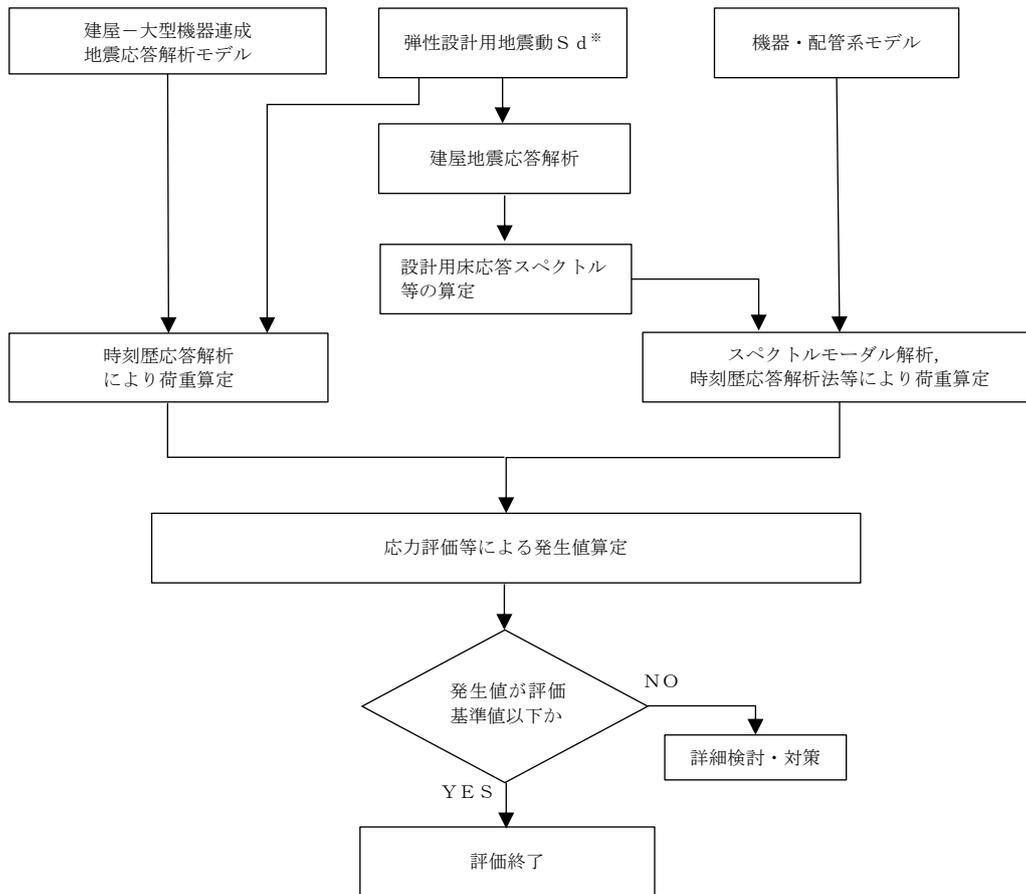 建屋－大型機器連成
地震応答解析モデル
弾性設計用地震動Ｓｄ※
機器・配管系モデル
建屋地震応答解析
設計用床応答スペクトル
等の算定
時刻歴応答解析
により荷重算定
スペクトルモーダル解析,
時刻歴応答解析法等により荷重算定
応力評価等による発生値算定
発生値が評価
基準値以下か
ＮＯ
詳細検討・対策
ＹＥＳ
評価終了